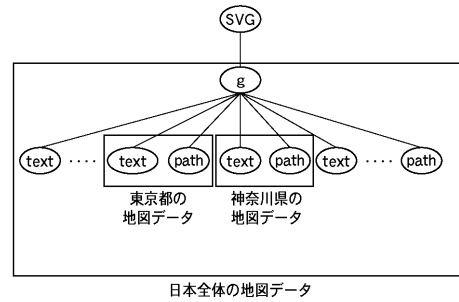 SVG
g
text ‥‥ text path text path text ‥‥ path
東京都の
地図データ
神奈川県の
地図データ
日本全体の地図データ